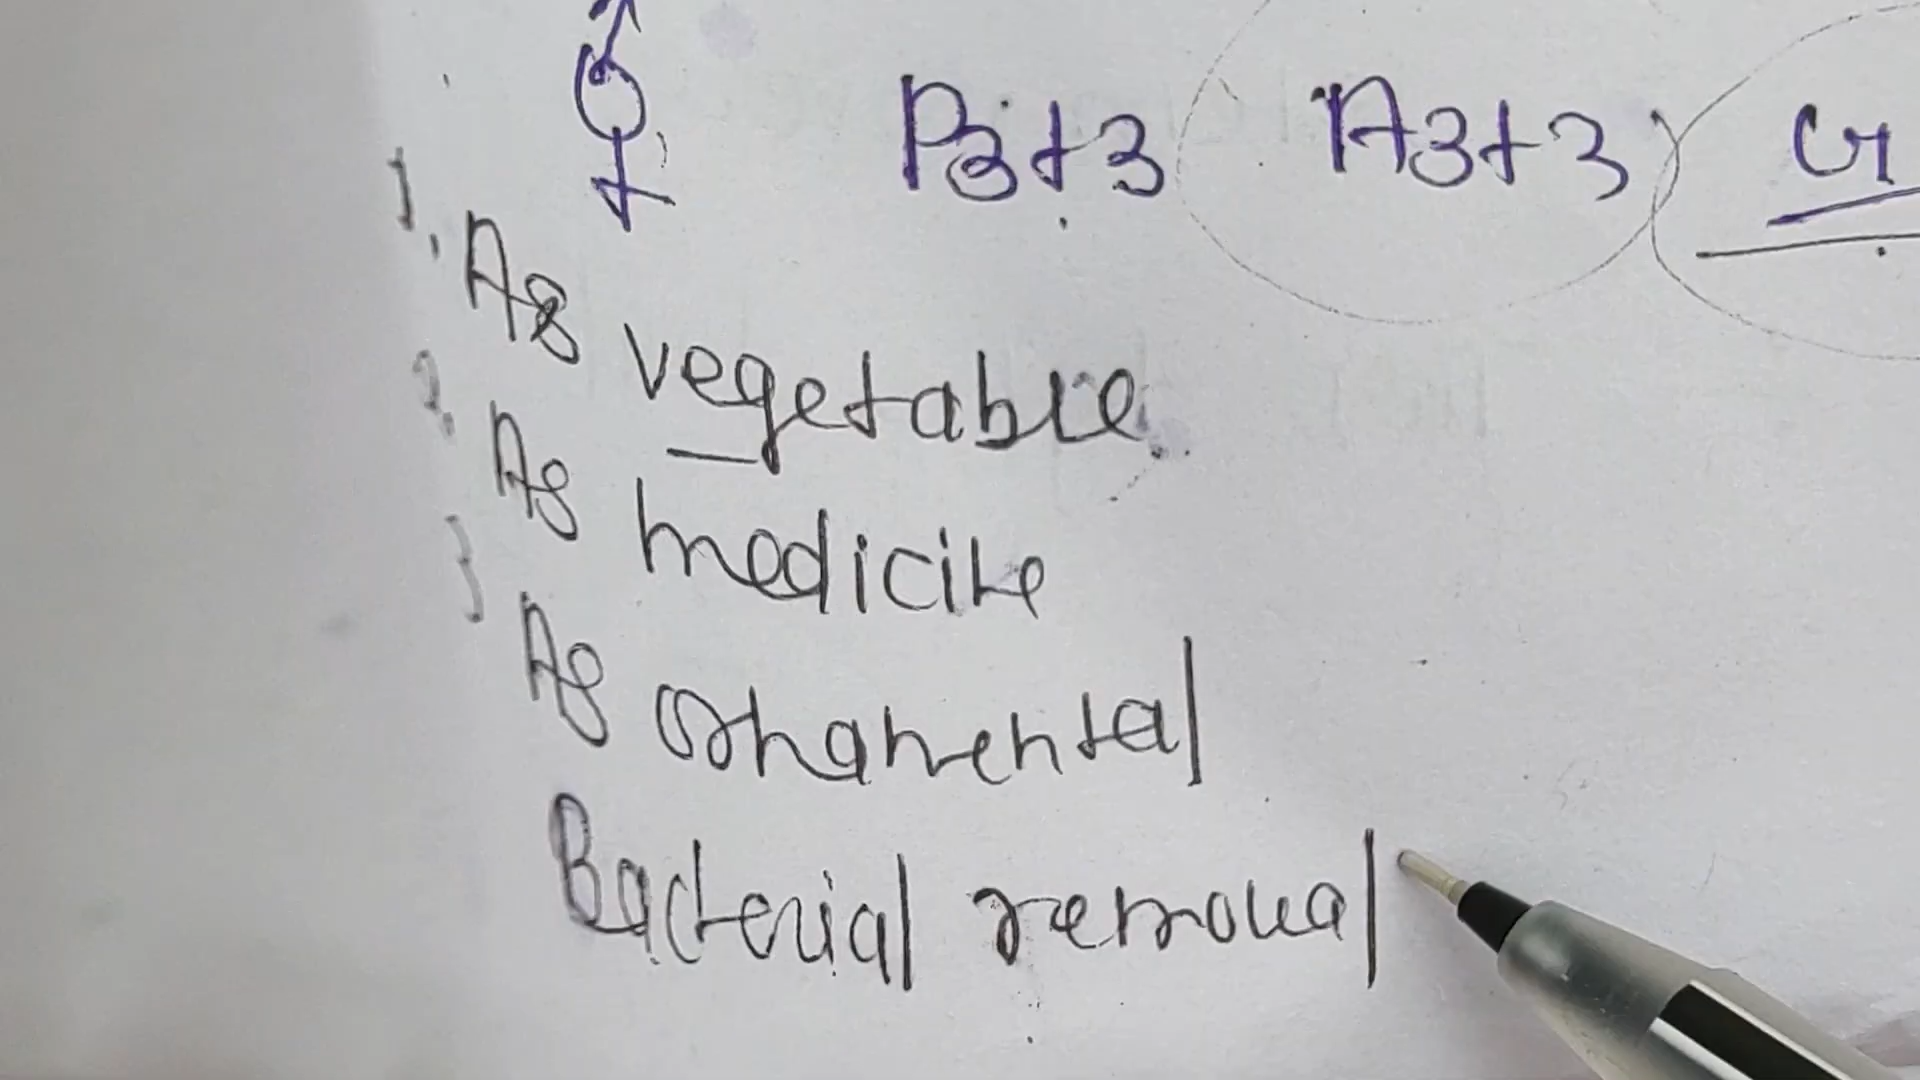 ⚥ P3+3 A3+3 G
1. As vegetable
2. As medicine
3 As ornamental
Bacterial removal